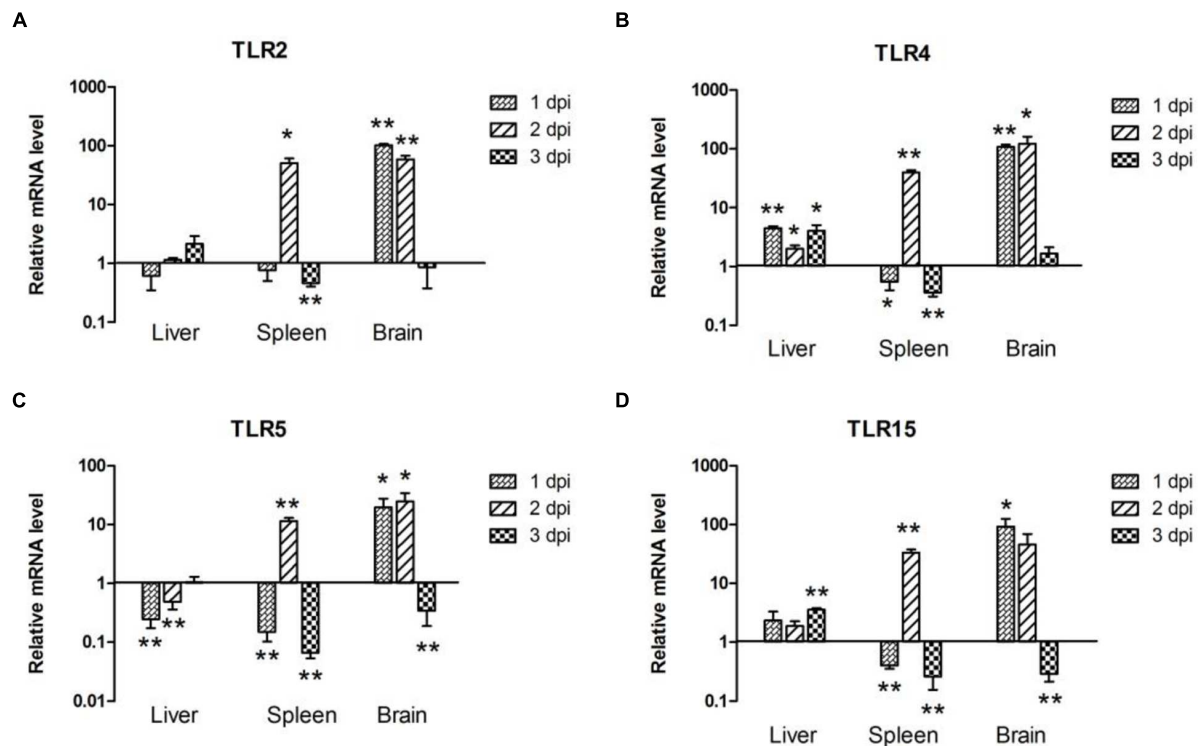 A
TLR2
Relative mRNA level
1000
100
10
1
0.1
* ** ** **
Liver Spleen Brain
1 dpi
2 dpi
3 dpi
B
TLR4
Relative mRNA level
1000
100
10
1
0.1
** * * * ** ** ** *
Liver Spleen Brain
1 dpi
2 dpi
3 dpi
C
TLR5
Relative mRNA level
100
10
1
0.1
0.01
** ** ** ** ** * * **
Liver Spleen Brain
1 dpi
2 dpi
3 dpi
D
TLR15
Relative mRNA level
1000
100
10
1
0.1
** ** ** ** * **
Liver Spleen Brain
1 dpi
2 dpi
3 dpi